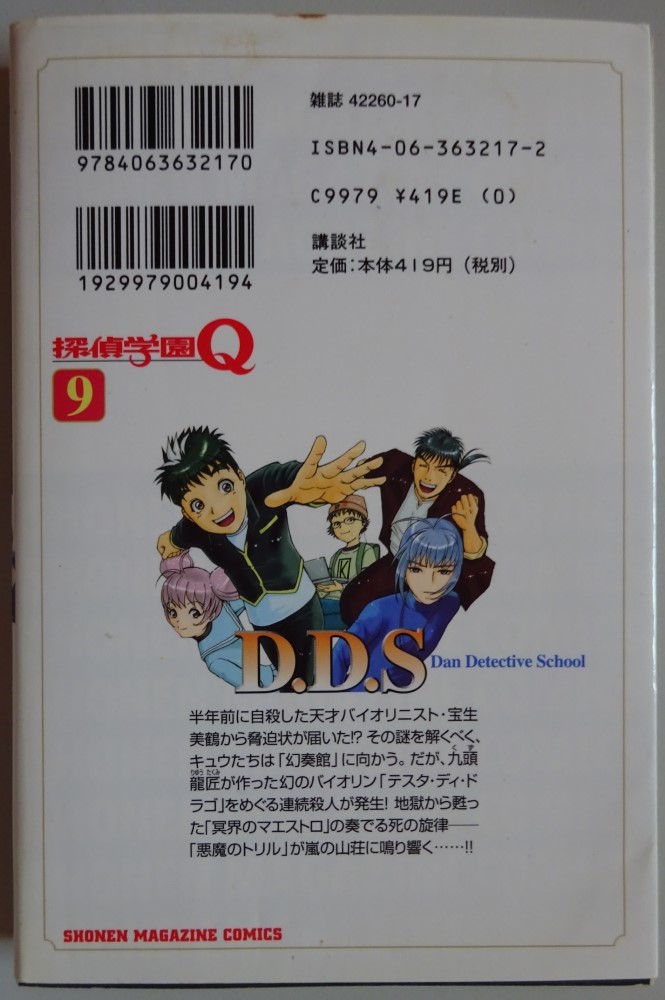 雑誌 42260-17
9784063632170
ISBN4-06-363217-2
C9979 ¥419E (0)
1929979004194
講談社
定価:本体419円(税別)
探偵学園Q
9
K
D.D.S
Dan Detective School
半年前に自殺した天才バイオリニスト・宝生
美鶴から脅迫状が届いた!? その謎を解くべく、
キュウたちは「幻奏館」に向かう。だが、九頭
くず
龍匠が作った幻のバイオリン「テスタ・ディ・ド
りゅうたくみ
ラゴ」をめぐる連続殺人が発生! 地獄から甦っ
た「冥界のマエストロ」の奏でる死の旋律――
「悪魔のトリル」が嵐の山荘に鳴り響く……!!
SHONEN MAGAZINE COMICS